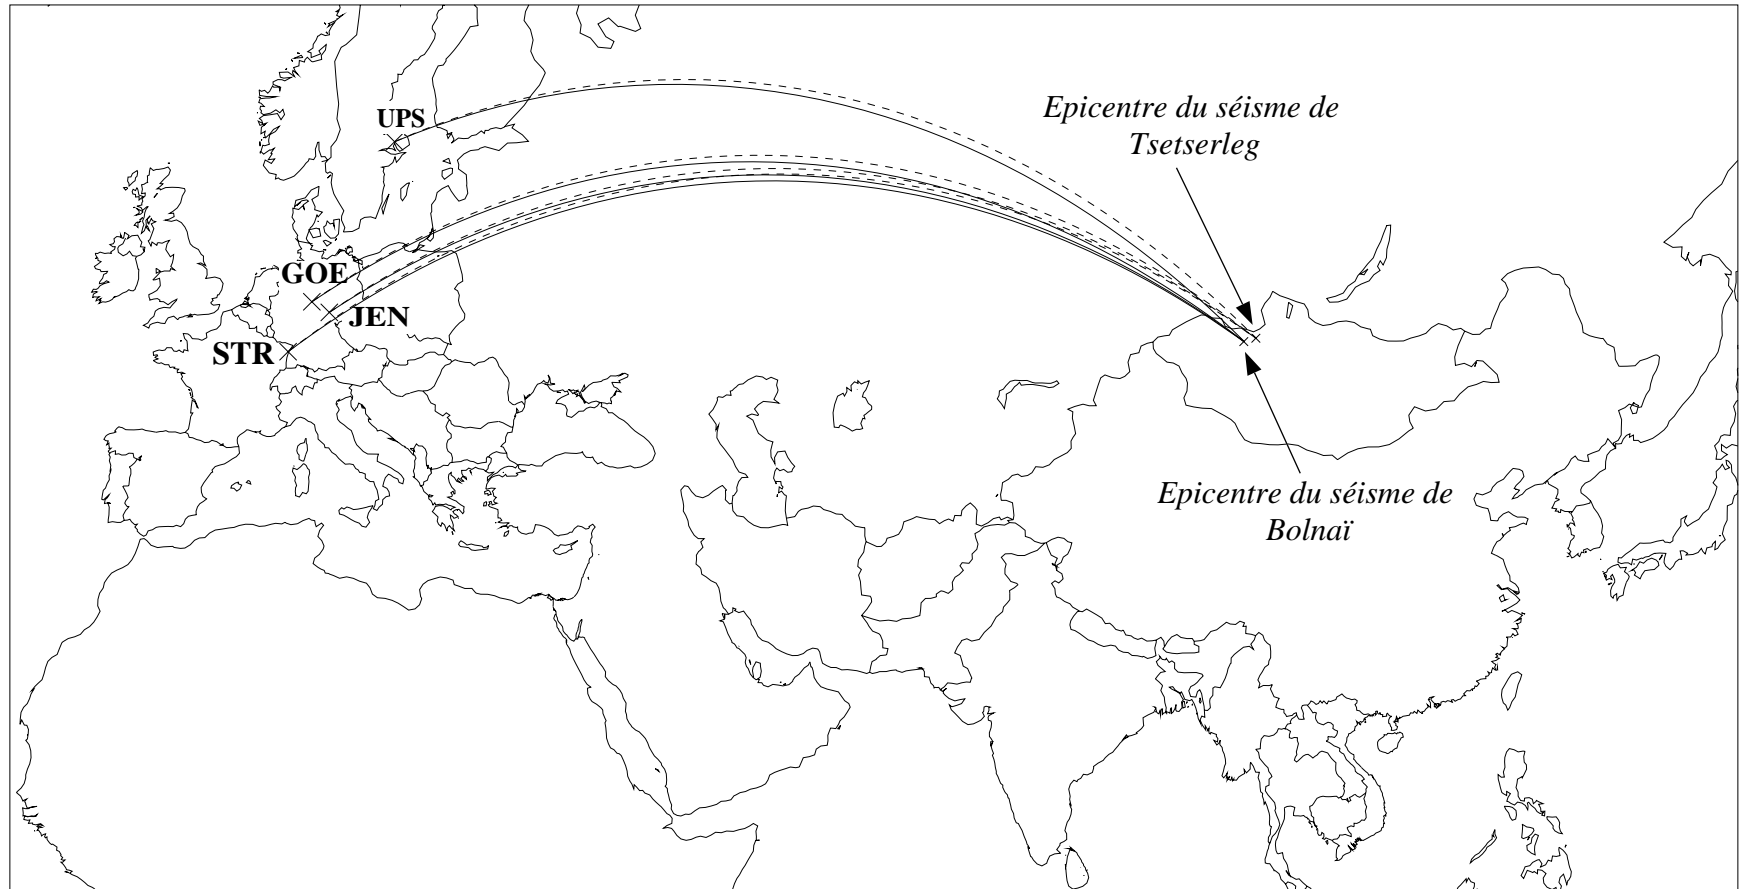 UPS
Epicentre du séisme de
Tsetserleg
GOE
JEN
STR
Epicentre du séisme de
Bolnaï